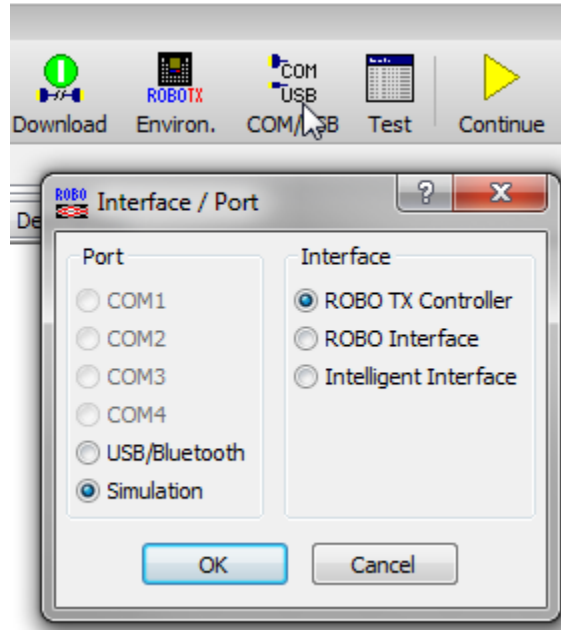 COM
USB
ROBOTX
Download Environ. COM/USB Test Continue
De
ROBO Interface / Port ?
Port Interface
COM1 ROBO TX Controller
COM2 ROBO Interface
COM3 Intelligent Interface
COM4
USB/Bluetooth
Simulation
OK Cancel